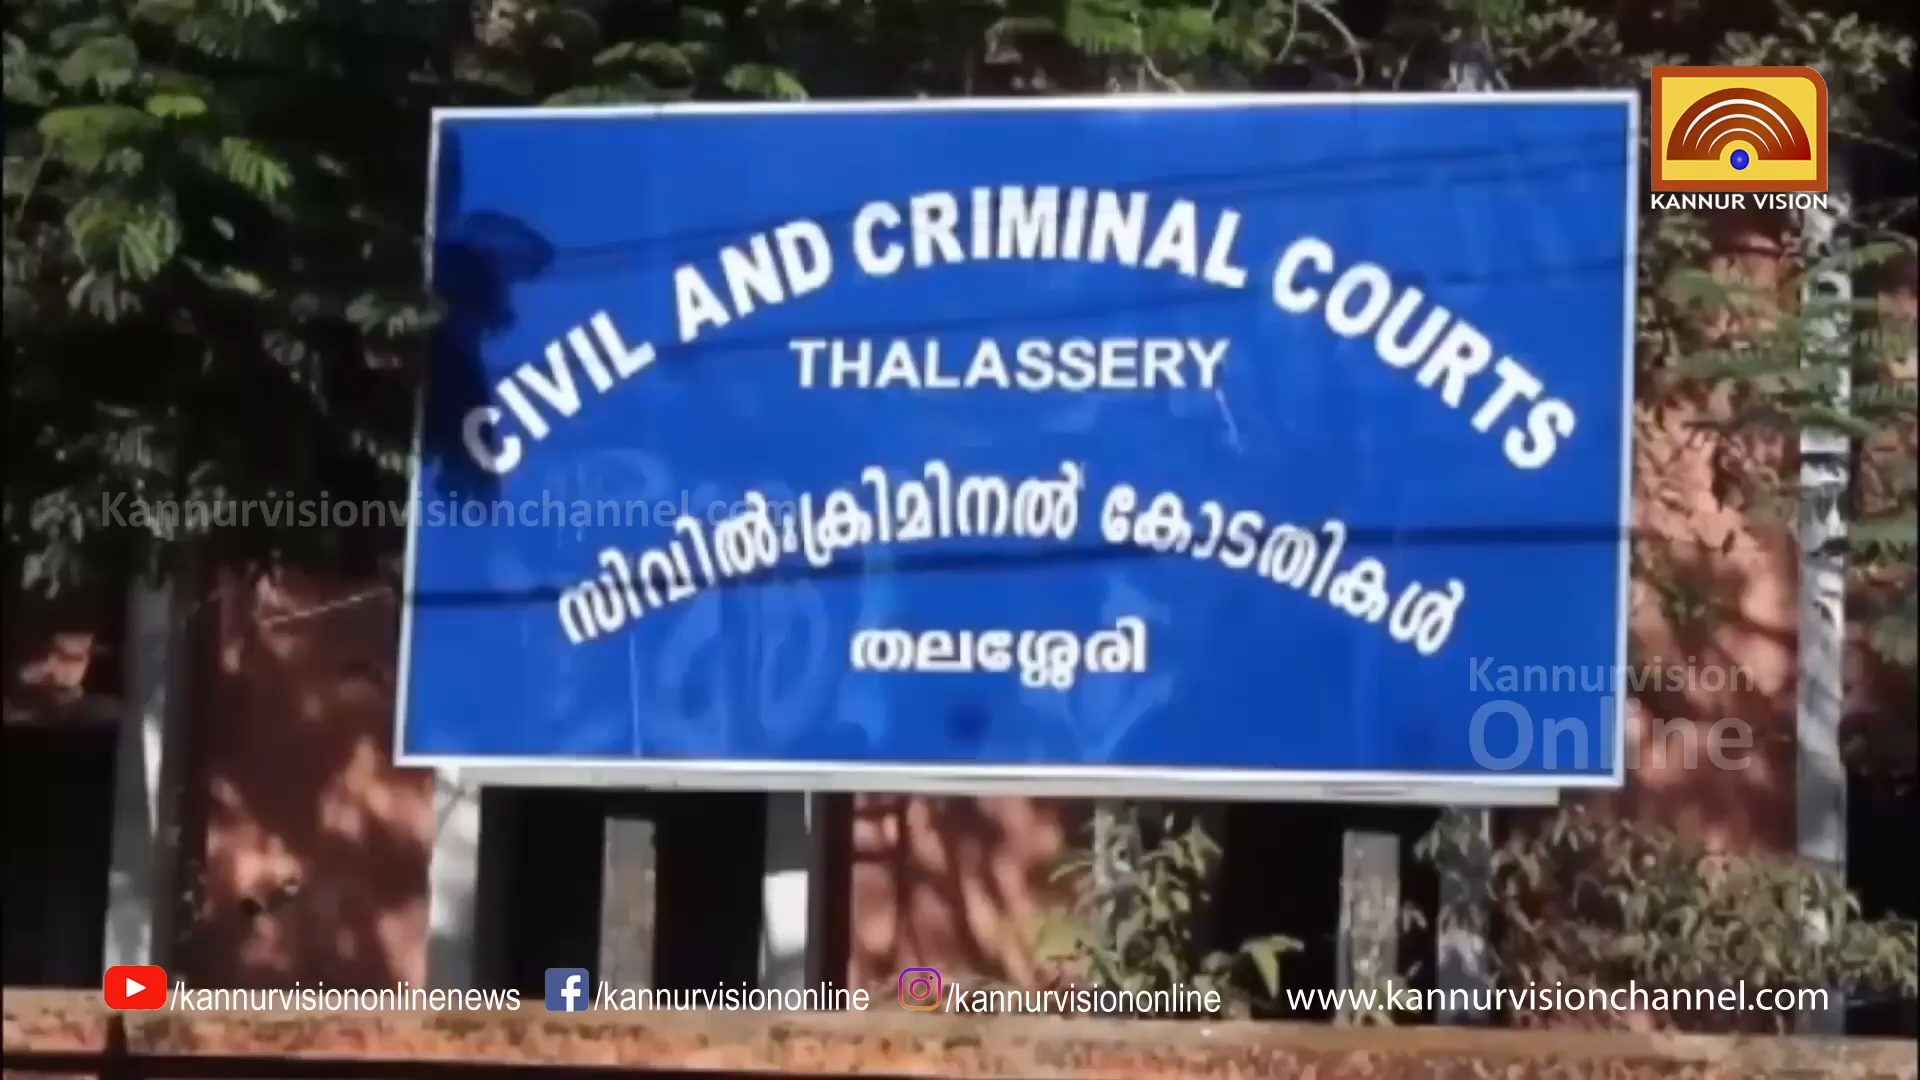 KANNUR VISION
CIVIL AND CRIMINAL COURTS
THALASSERY
Kannurvisionvisionchannel.com
സിവിൽ&ക്രിമിനൽ കോടതികൾ
തലശ്ശേരി
Kannurvision
Online
/kannurvisiononlinenews /kannurvisiononline /kannurvisiononline www.kannurvisionchannel.com